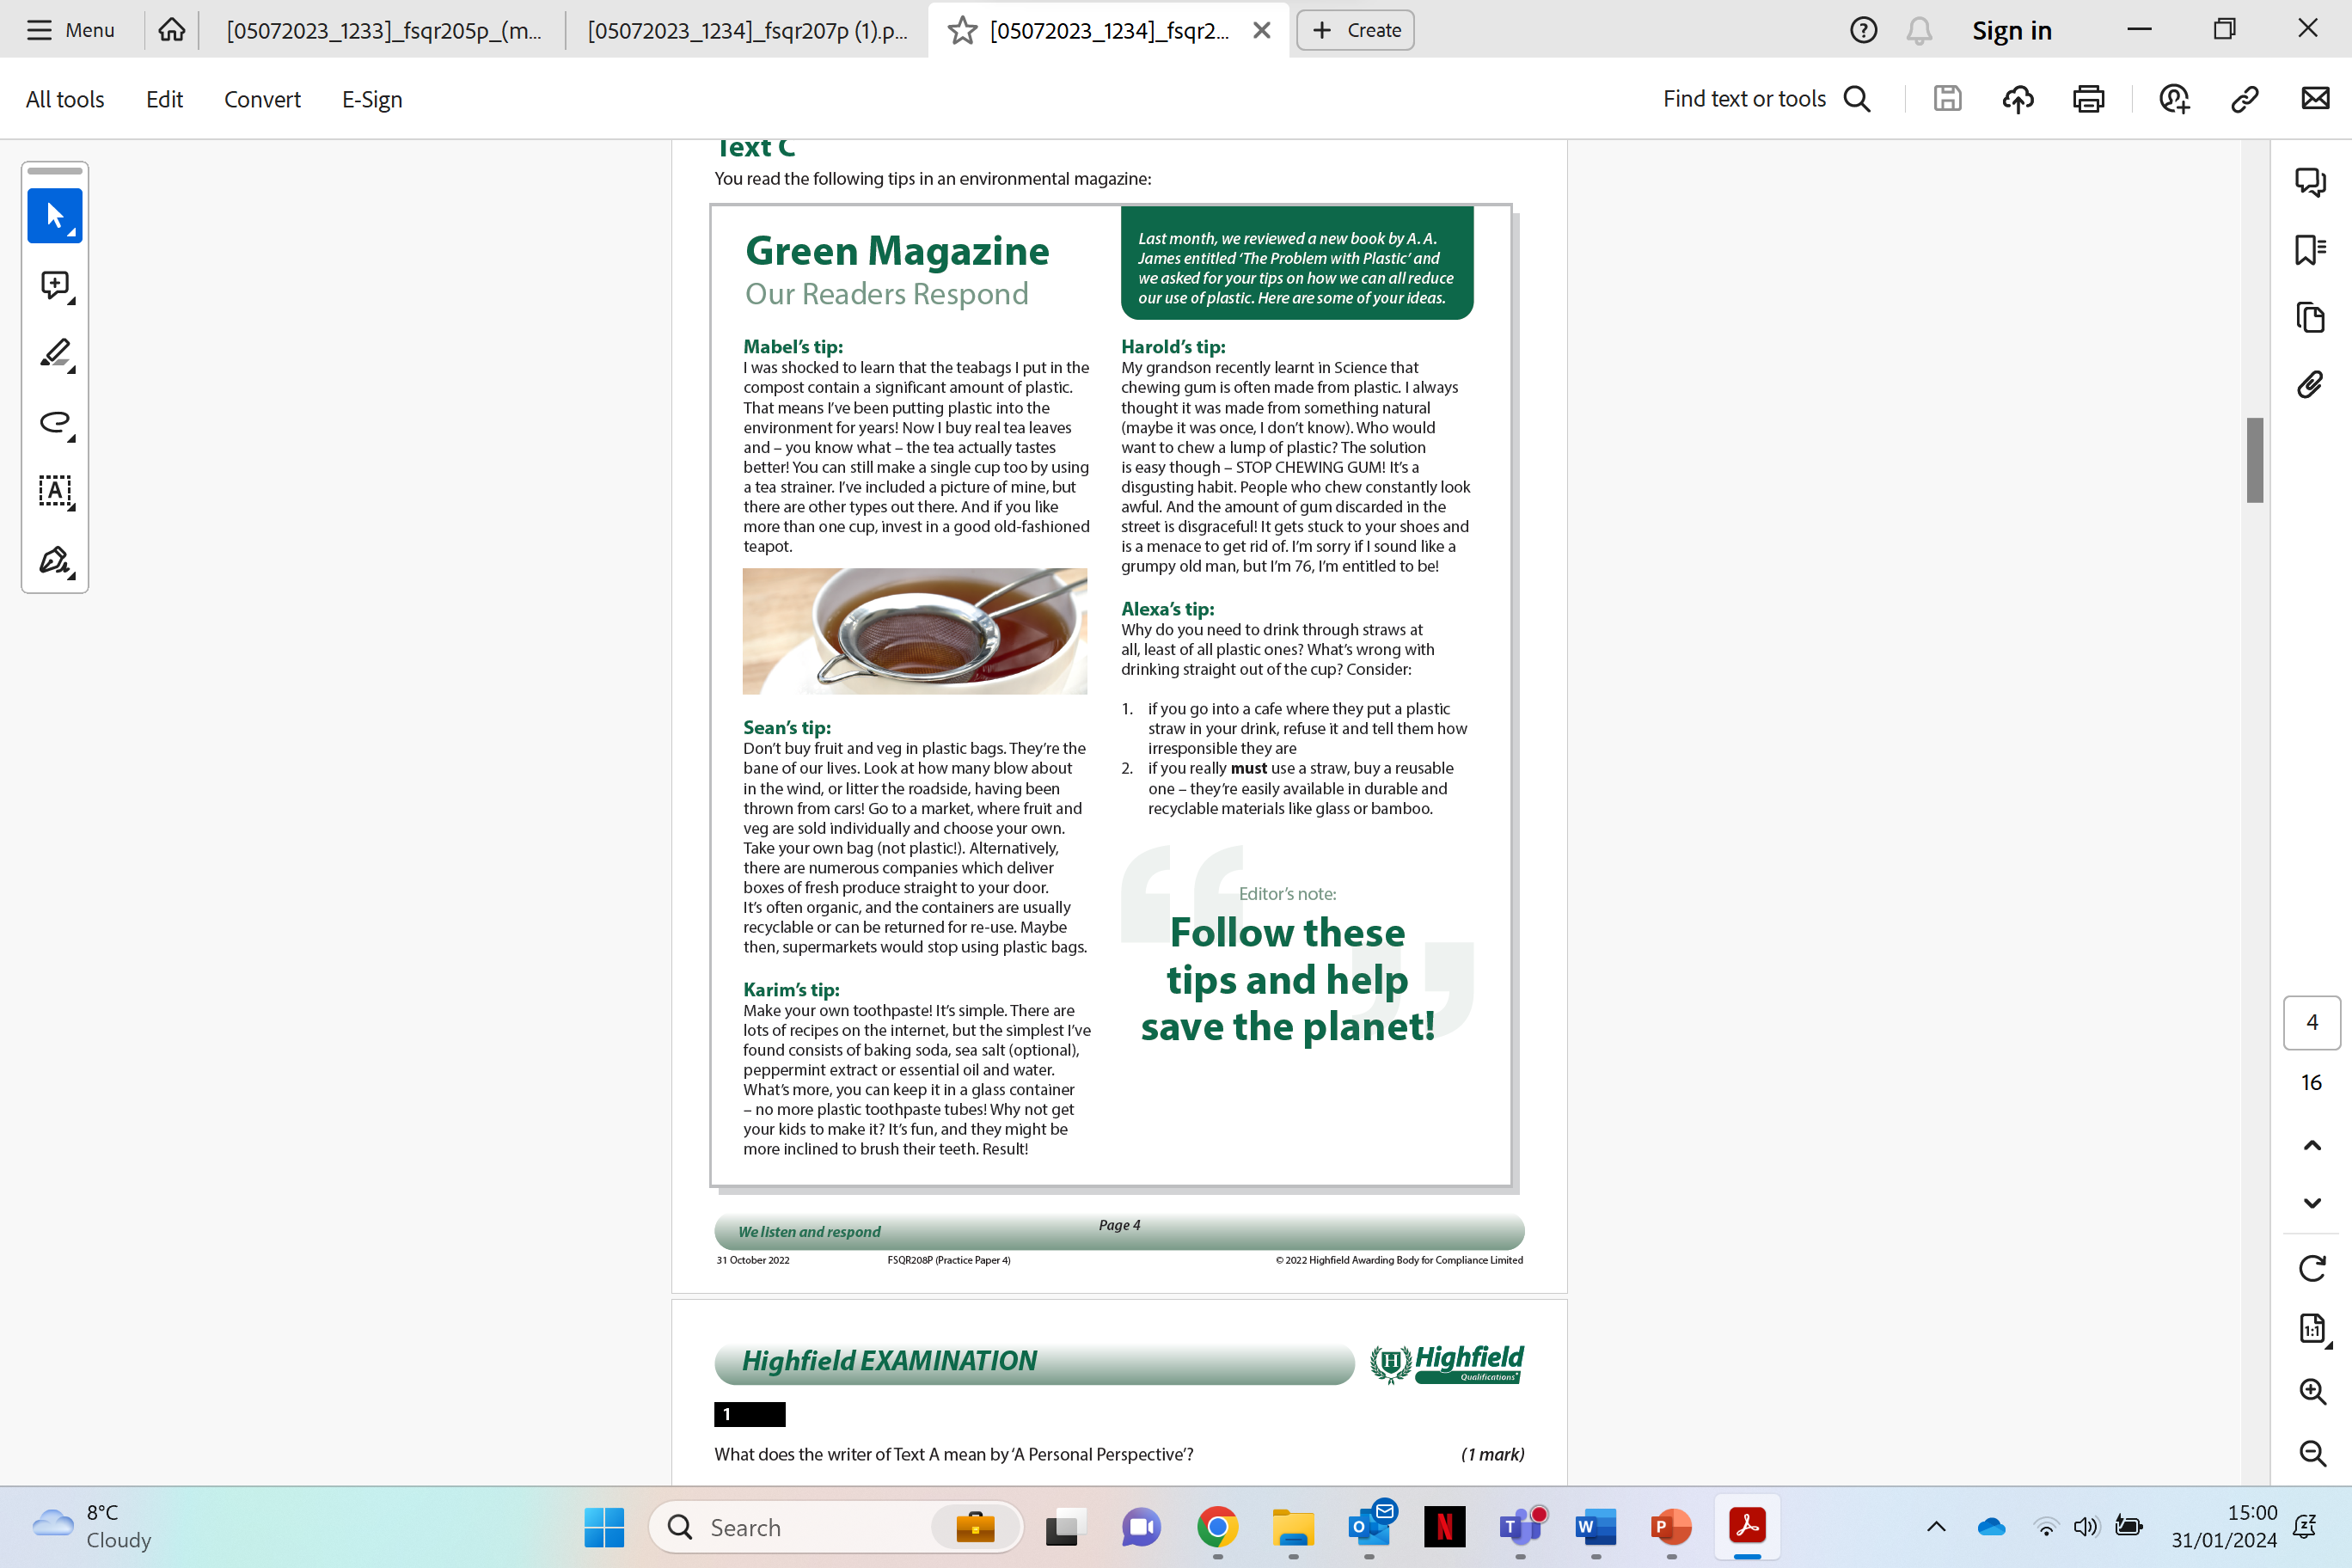 Menu
[05072023_1233]_fsqr205p_(m...
[05072023_1234]_fsqr207p (1).p...
[05072023_1234]_fsqr2...
Create
Sign in
All tools
Edit
Convert
E-Sign
Find text or tools
Text C
You read the following tips in an environmental magazine:
Green Magazine
Our Readers Respond
Last month, we reviewed a new book by A. A.
James entitled ‘The Problem with Plastic’ and
we asked for your tips on how we can all reduce
our use of plastic. Here are some of your ideas.
Mabel’s tip:
I was shocked to learn that the teabags I put in the
compost contain a significant amount of plastic.
That means I’ve been putting plastic into the
environment for years! Now I buy real tea leaves
and – you know what – the tea actually tastes
better! You can still make a single cup too by using
a tea strainer. I’ve included a picture of mine, but
there are other types out there. And if you like
more than one cup, invest in a good old-fashioned
teapot.
Sean’s tip:
Don’t buy fruit and veg in plastic bags. They’re the
bane of our lives. Look at how many blow about
in the wind, or litter the roadside, having been
thrown from cars! Go to a market, where fruit and
veg are sold individually and choose your own.
Take your own bag (not plastic!). Alternatively,
there are numerous companies which deliver
boxes of fresh produce straight to your door.
It’s often organic, and the containers are usually
recyclable or can be returned for re-use. Maybe
then, supermarkets would stop using plastic bags.
Karim’s tip:
Make your own toothpaste! It’s simple. There are
lots of recipes on the internet, but the simplest I’ve
found consists of baking soda, sea salt (optional),
peppermint extract or essential oil and water.
What’s more, you can keep it in a glass container
– no more plastic toothpaste tubes! Why not get
your kids to make it? It’s fun, and they might be
more inclined to brush their teeth. Result!
Harold’s tip:
My grandson recently learnt in Science that
chewing gum is often made from plastic. I always
thought it was made from something natural
(maybe it was once, I don’t know). Who would
want to chew a lump of plastic? The solution
is easy though – STOP CHEWING GUM! It’s a
disgusting habit. People who chew constantly look
awful. And the amount of gum discarded in the
street is disgraceful! It gets stuck to your shoes and
is a menace to get rid of. I’m sorry if I sound like a
grumpy old man, but I’m 76, I’m entitled to be!
Alexa’s tip:
Why do you need to drink through straws at
all, least of all plastic ones? What’s wrong with
drinking straight out of the cup? Consider:
1. if you go into a cafe where they put a plastic
straw in your drink, refuse it and tell them how
irresponsible they are
2. if you really must use a straw, buy a reusable
one – they’re easily available in durable and
recyclable materials like glass or bamboo.
Editor’s note:
Follow these
tips and help
save the planet!
We listen and respond
Page 4
31 October 2022
FSQR208P (Practice Paper 4)
© 2022 Highfield Awarding Body for Compliance Limited
Highfield EXAMINATION
Highfield
Qualifications
1
What does the writer of Text A mean by ‘A Personal Perspective’?
(1 mark)
4
16
1:1
8°C
Cloudy
Search
15:00
31/01/2024